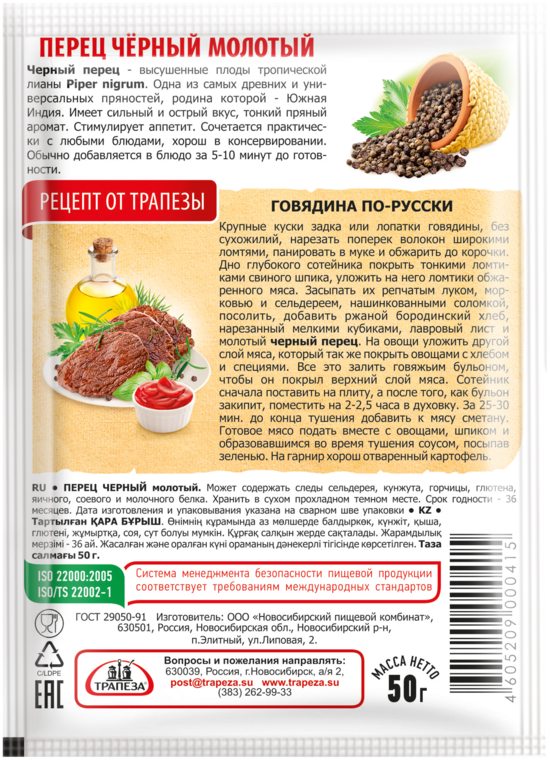 ПЕРЕЦ ЧЁРНЫЙ МОЛОТЫЙ
Черный перец - высушенные плоды тропической
лианы Piper nigrum. Одна из самых древних и уни-
версальных пряностей, родина которой - Южная
Индия. Имеет сильный и острый вкус, тонкий пряный
аромат. Стимулирует аппетит. Сочетается практичес-
ки с любыми блюдами, хорош в консервировании.
Обычно добавляется в блюдо за 5-10 минут до готов-
ности.
РЕЦЕПТ ОТ ТРАПЕЗЫ
ГОВЯДИНА ПО-РУССКИ
Крупные куски задка или лопатки говядины, без
сухожилий, нарезать поперек волокон широкими
ломтями, панировать в муке и обжарить до корочки.
Дно глубокого сотейника покрыть тонкими ломти-
ками свиного шпика, уложить на него ломтики обжа-
ренного мяса. Засыпать их репчатым луком, мор-
ковью и сельдереем, нашинкованными соломкой,
посолить, добавить ржаной бородинский хлеб,
нарезанный мелкими кубиками, лавровый лист и
молотый черный перец. На овощи уложить другой
слой мяса, который так же покрыть овощами с хлебом
и специями. Все это залить говяжьим бульоном,
чтобы он покрыл верхний слой мяса. Сотейник
сначала поставить на плиту, а после того, как бульон
закипит, поместить на 2-2,5 часа в духовку. За 25-30
мин. до конца тушения добавить к мясу сметану.
Готовое мясо подать вместе с овощами, шпиком и
образовавшимся во время тушения соусом, посыпав
зеленью. На гарнир хорош отваренный картофель.
RU ● ПЕРЕЦ ЧЕРНЫЙ молотый. Может содержать следы сельдерея, кунжута, горчицы, глютена,
яичного, соевого и молочного белка. Хранить в сухом прохладном темном месте. Срок годности - 36
месяцев. Дата изготовления и упаковывания указана на сварном шве упаковки ● KZ ●
Тартылған ҚАРА БҰРЫШ. Өнімнің құрамында аз мөлшерде балдыркөк, күнжіт, қыша,
глютені, жұмыртқа, соя, сүт болуы мүмкін. Құрғақ салқын жерде сақталады. Жарамдылық
мерзімі - 36 ай. Жасалған және оралған күні ораманың дәнекерлі тігісінде көрсетілген. Таза
салмағы 50 г.
ISO 22000:2005
ISO/TS 22002-1
Система менеджмента безопасности пищевой продукции
соответствует требованиям международных стандартов
ГОСТ 29050-91 Изготовитель: ООО «Новосибирский пищевой комбинат»,
630501, Россия, Новосибирская обл., Новосибирский р-н,
п.Элитный, ул.Липовая, 2.
C/LDPE
EAC
ТРАПЕЗА
Вопросы и пожелания направлять:
630039, Россия, г.Новосибирск, а/я 2,
post@trapeza.su www.trapeza.su
(383) 262-99-33
МАССА НЕТТО
50г
4605209000415